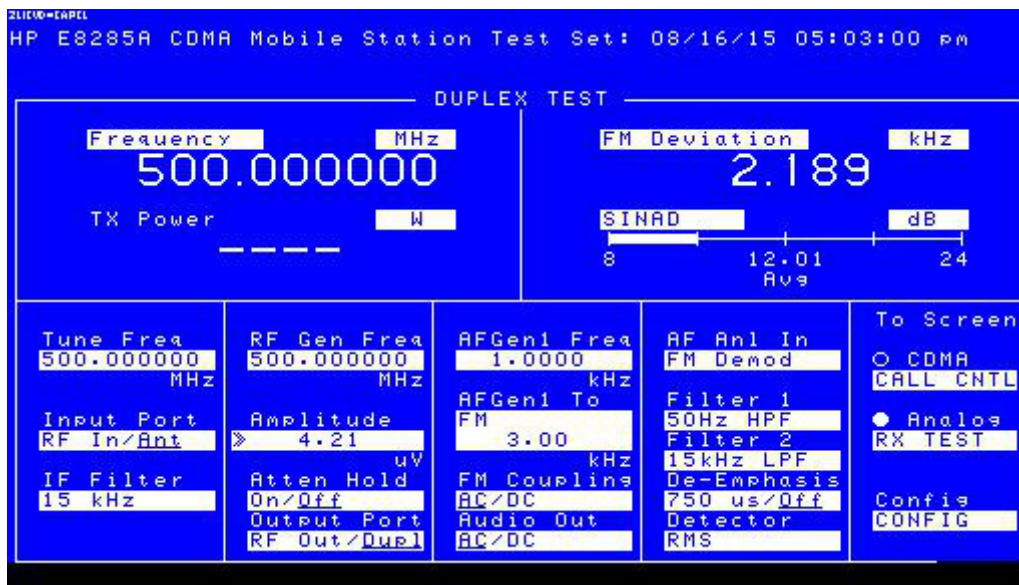 HP E8285A CDMA Mobile Station Test Set: 08/16/15 05:03:00 pm
DUPLEX TEST
Frequency MHz
500.000000
TX Power W
_ _ _ _
FM Deviation kHz
2.189
SINAD dB
8 12.01 24
Avg
Tune Freq
500.000000
MHz
Input Port
RF In/Ant
IF Filter
15 kHz
RF Gen Freq
500.000000
MHz
Amplitude
» 4.21
uV
Atten Hold
On/Off
Output Port
RF Out/Dupl
AFGen1 Freq
1.0000
kHz
AFGen1 To
FM
3.00
kHz
FM Coupling
AC/DC
Audio Out
AC/DC
AF Anl In
FM Demod
Filter 1
50Hz HPF
Filter 2
15kHz LPF
De-Emphasis
750 us/Off
Detector
RMS
To Screen
CDMA
CALL CNTL
Analog
RX TEST
Config
CONFIG